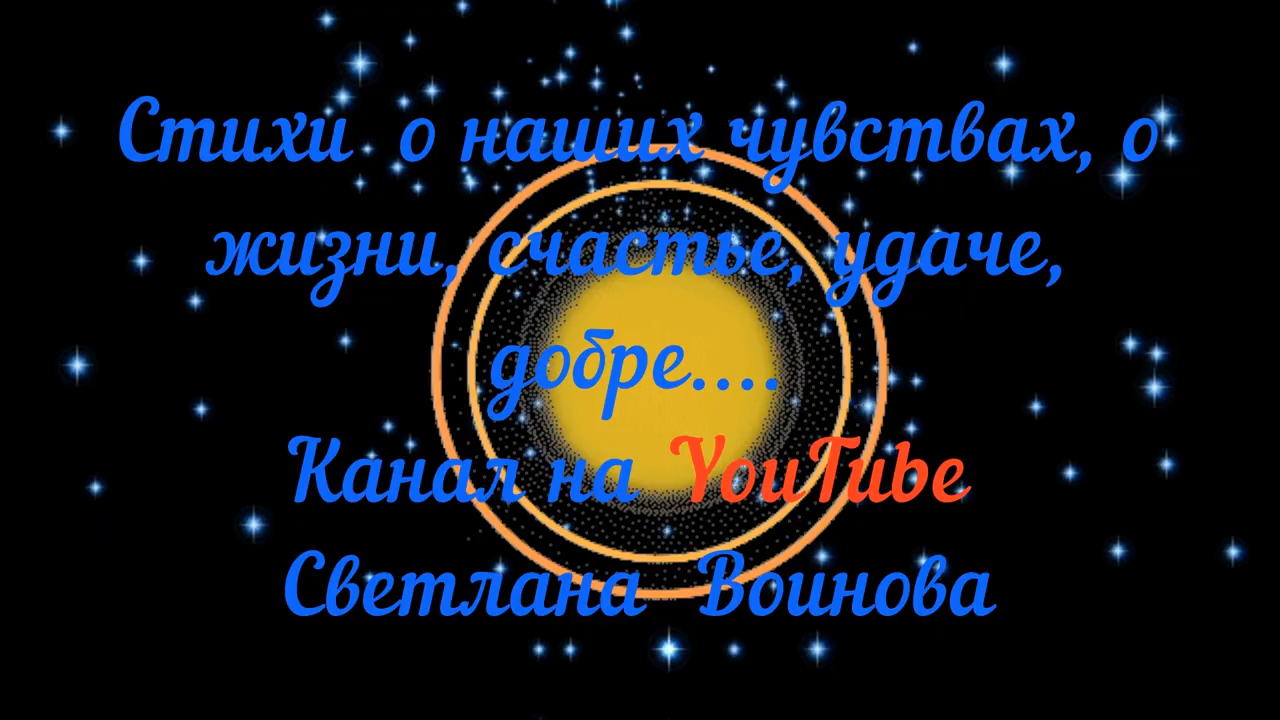 Стихи о наших чувствах, о
жизни, счастье, удаче,
добре....
Канал на YouTube
Светлана Воинова